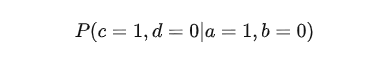 P(c = 1, d = 0|a = 1, b = 0)